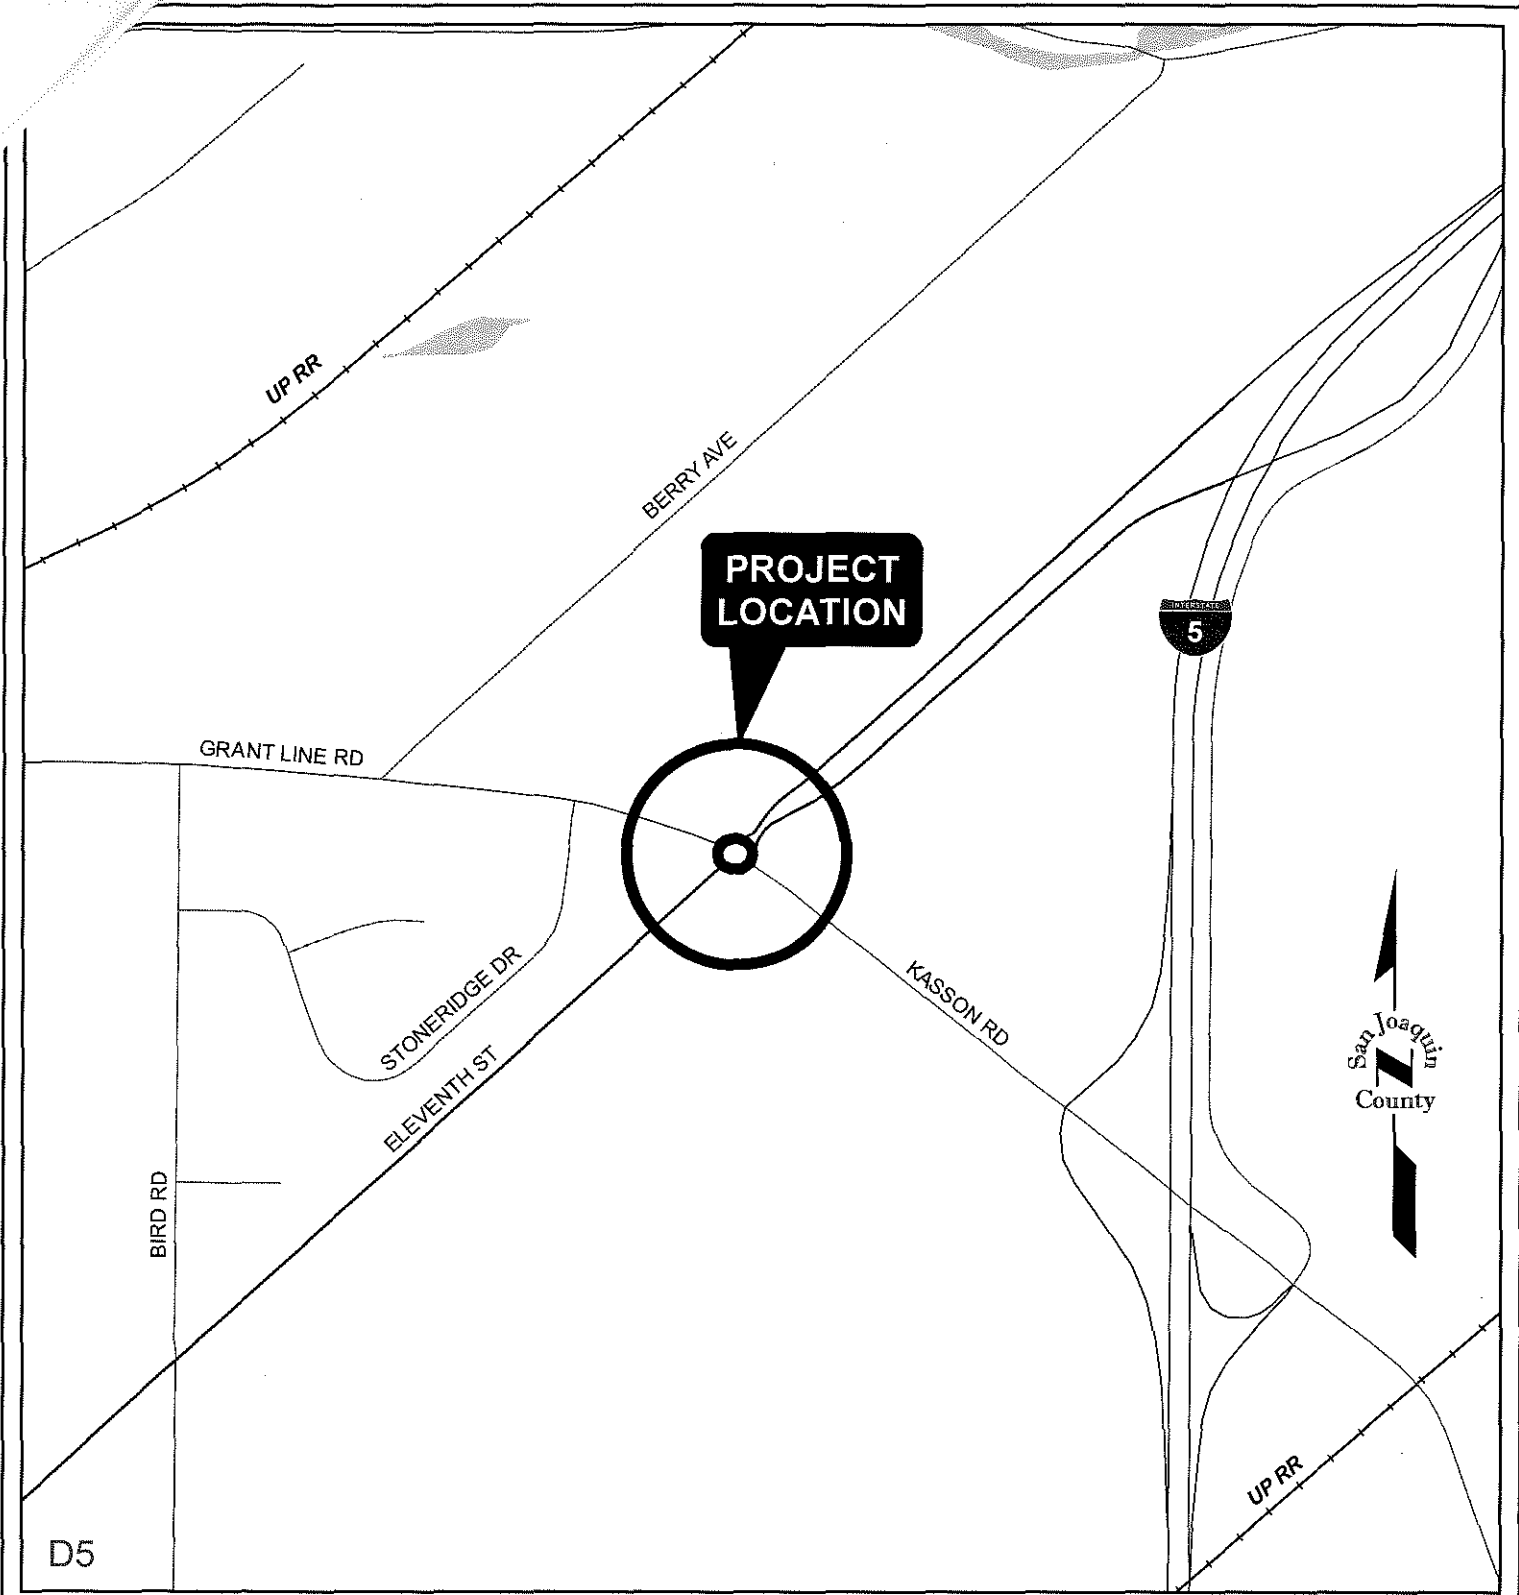 UP RR
BERRY AVE
PROJECT
LOCATION
INTERSTATE
5
GRANT LINE RD
STONERIDGE DR
KASSON RD
San Joaquin
County
ELEVENTH ST
BIRD RD
UP RR
D5